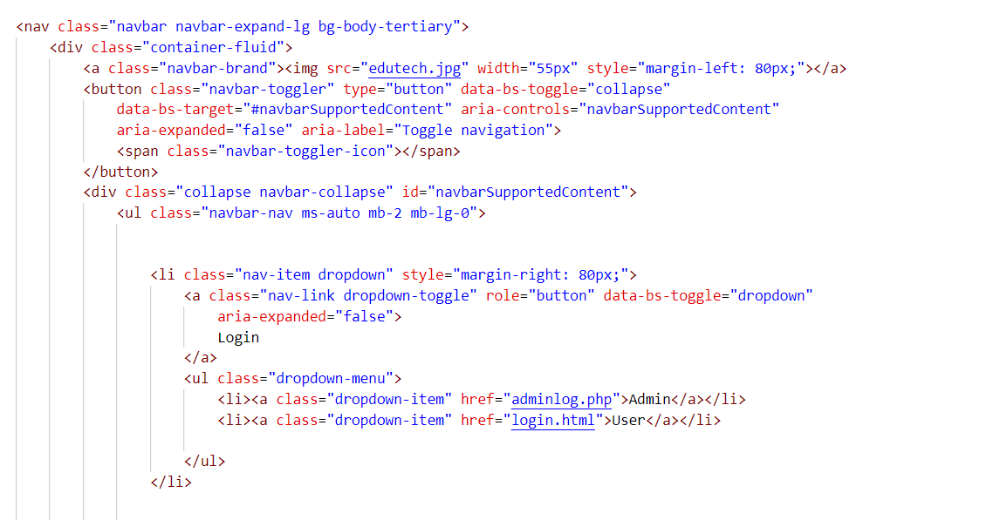 <nav class="navbar navbar-expand-lg bg-body-tertiary">
<div class="container-fluid">
<a class="navbar-brand"><img src="edutech.jpg" width="55px" style="margin-left: 80px;"></a>
<button class="navbar-toggler" type="button" data-bs-toggle="collapse"
data-bs-target="#navbarSupportedContent" aria-controls="navbarSupportedContent"
aria-expanded="false" aria-label="Toggle navigation">
<span class="navbar-toggler-icon"></span>
</button>
<div class="collapse navbar-collapse" id="navbarSupportedContent">
<ul class="navbar-nav ms-auto mb-2 mb-lg-0">
<li class="nav-item dropdown" style="margin-right: 80px;">
<a class="nav-link dropdown-toggle" role="button" data-bs-toggle="dropdown"
aria-expanded="false">
Login
</a>
<ul class="dropdown-menu">
<li><a class="dropdown-item" href="adminlog.php">Admin</a></li>
<li><a class="dropdown-item" href="login.html">User</a></li>
</ul>
</li>